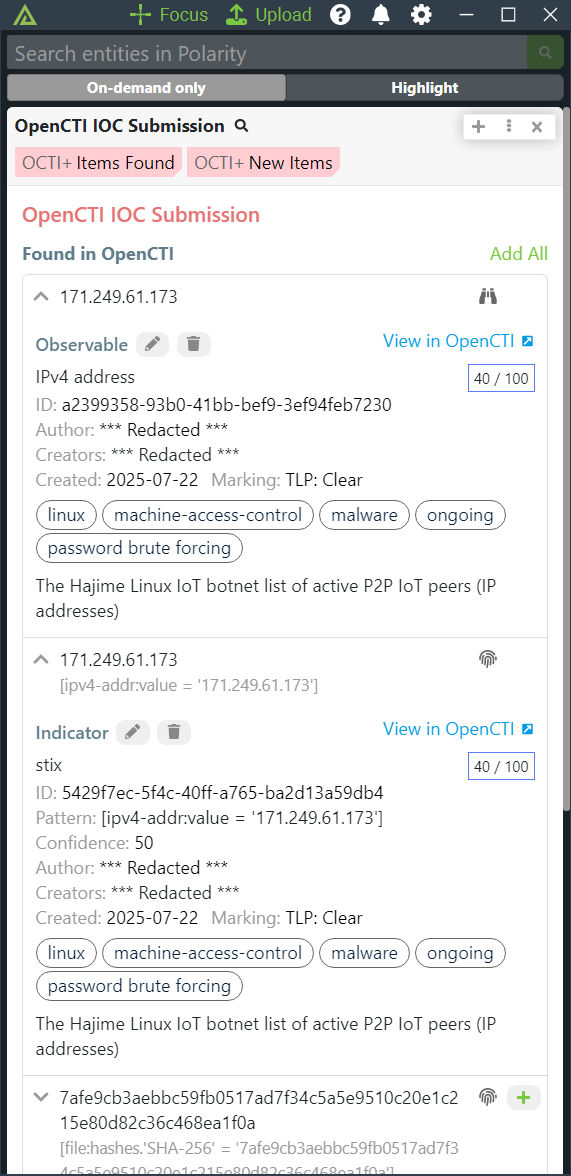 Focus Upload
Search entities in Polarity
On-demand only Highlight
OpenCTI IOC Submission
OCTI+ Items Found OCTI+ New Items
OpenCTI IOC Submission
Found in OpenCTI Add All
171.249.61.173
Observable View in OpenCTI
IPv4 address 40 / 100
ID: a2399358-93b0-41bb-bef9-3ef94feb7230
Author: *** Redacted ***
Creators: *** Redacted ***
Created: 2025-07-22 Marking: TLP: Clear
linux machine-access-control malware ongoing
password brute forcing
The Hajime Linux IoT botnet list of active P2P IoT peers (IP
addresses)
171.249.61.173
[ipv4-addr:value = '171.249.61.173']
Indicator View in OpenCTI
stix 40 / 100
ID: 5429f7ec-5f4c-40ff-a765-ba2d13a59db4
Pattern: [ipv4-addr:value = '171.249.61.173']
Confidence: 50
Author: *** Redacted ***
Creators: *** Redacted ***
Created: 2025-07-22 Marking: TLP: Clear
linux machine-access-control malware ongoing
password brute forcing
The Hajime Linux IoT botnet list of active P2P IoT peers (IP
addresses)
7afe9cb3aebbc59fb0517ad7f34c5a5e9510c20e1c2
15e80d82c36c468ea1f0a
[file:hashes.'SHA-256' = '7afe9cb3aebbc59fb0517ad7f3
4c5a5e9510c20e1c215e80d82c36c468ea1f0a']